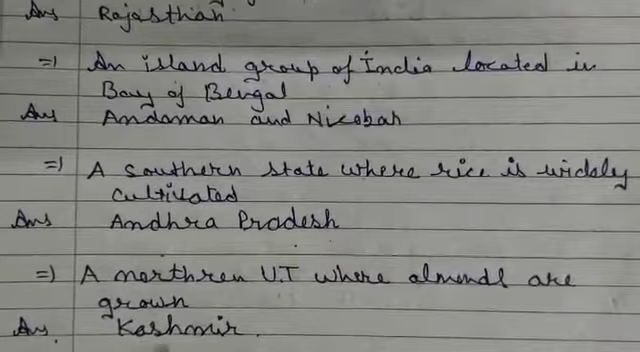 Ans Rajasthan
=) An island group of India located in
Bay of Bengal
Ans Andaman and Nicobar
=) A southern state where rice is widely
cultivated
Ans Andhra Pradesh
=) A northren U.T where almonds are
grown
Ans. Kashmir.